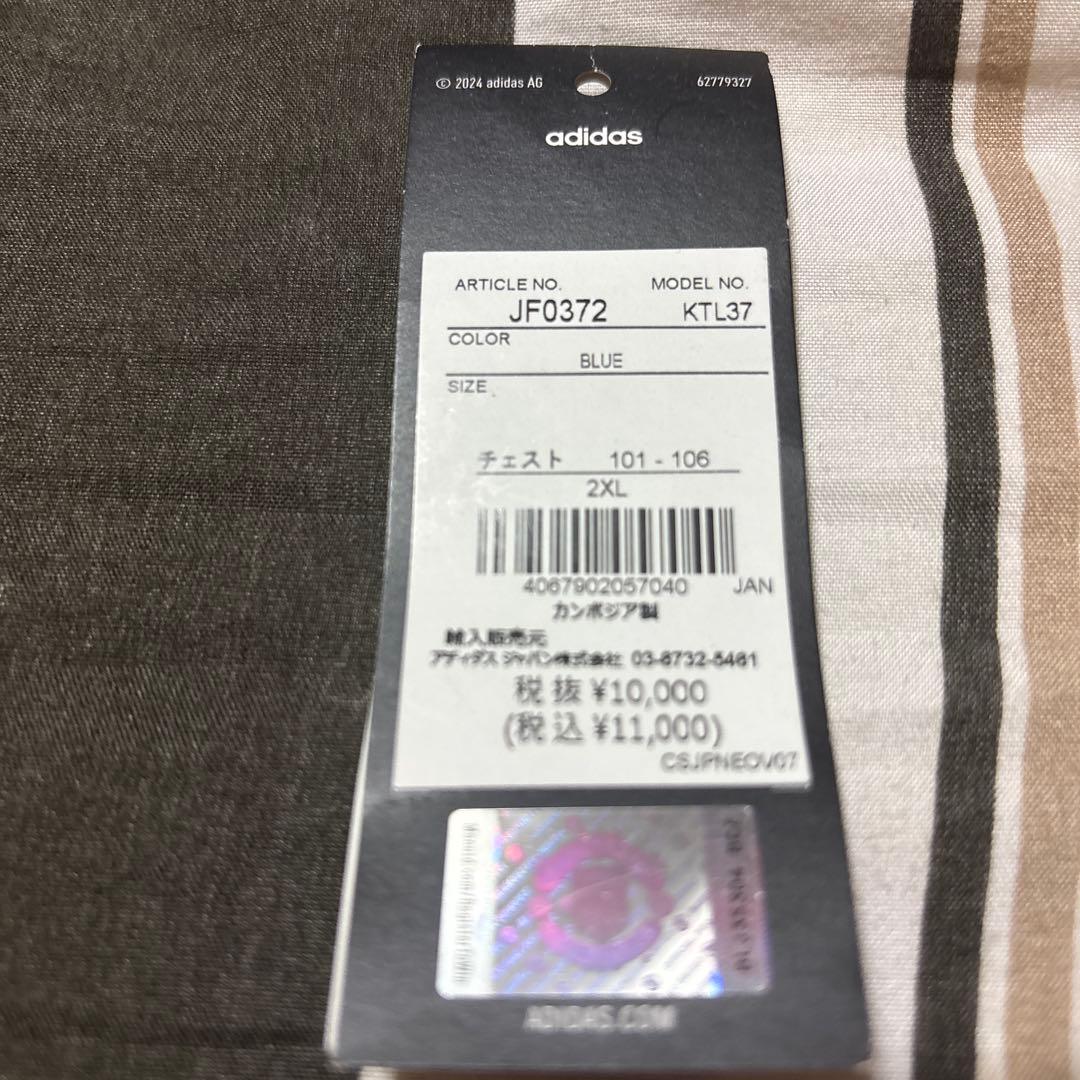 © 2024 adidas AG 62779327
adidas
ARTICLE NO. MODEL NO.
JF0372 KTL37
COLOR
BLUE
SIZE
チェスト 101 - 106
2XL
4067902057040 JAN
カンボジア製
輸入販売元
アディダス ジャパン株式会社 03-6732-5461
税抜 ¥10,000
(税込 ¥11,000)
CSJPNEOV07
ADIDAS.COM